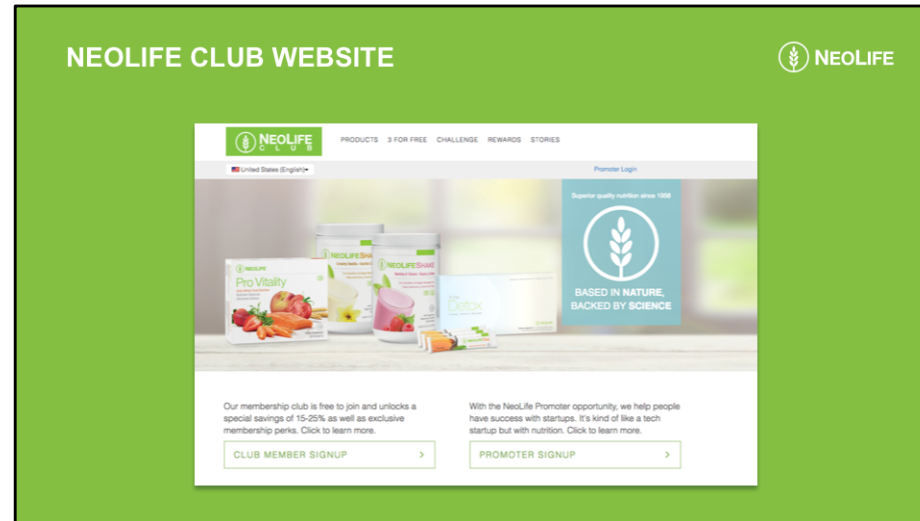 NEOLIFE CLUB WEBSITE
NEOLIFE
NEOLIFE
CLUB
PRODUCTS 3 FOR FREE CHALLENGE REWARDS STORIES
United States (English)
Promoter Login
Superior quality nutrition since 1958
BASED IN NATURE,
BACKED BY SCIENCE
NEOLIFE
Pro Vitality
NEOLIFESHAKE
NEOLIFESHAKE
Detox
Our membership club is free to join and unlocks a
special savings of 15-25% as well as exclusive
membership perks. Click to learn more.
CLUB MEMBER SIGNUP >
With the NeoLife Promoter opportunity, we help people
have success with startups. It's kind of like a tech
startup but with nutrition. Click to learn more.
PROMOTER SIGNUP >